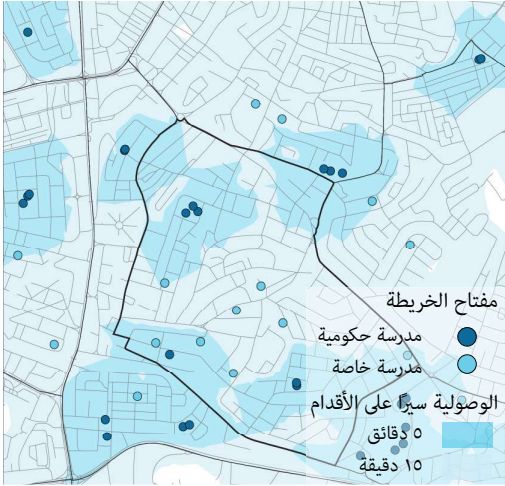 مفتاح الخريطة
مدرسة حكومية
مدرسة خاصة
الوصولية سيرًا على الأقدام
٥ دقائق
١٥ دقيقة